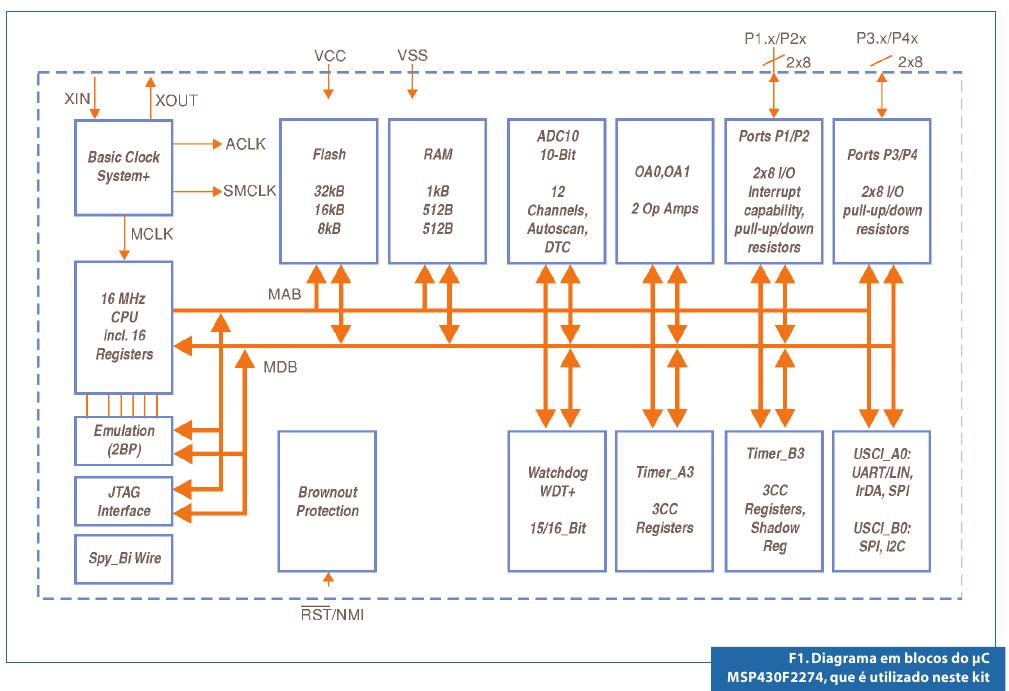 VCC
VSS
P1.x/P2x
P3.x/P4x
2x8
2x8
XIN
XOUT
Basic Clock
System+
ACLK
SMCLK
MCLK
Flash
32kB
16kB
8kB
RAM
1kB
512B
512B
ADC10
10-Bit
12
Channels,
Autoscan,
DTC
OA0,OA1
2 Op Amps
Ports P1/P2
2x8 I/O
Interrupt
capability,
pull-up/down
resistors
Ports P3/P4
2x8 I/O
pull-up/down
resistors
16 MHz
CPU
incl. 16
Registers
MAB
MDB
Emulation
(2BP)
JTAG
Interface
Spy_Bi Wire
Brownout
Protection
RST/NMI
Watchdog
WDT+
15/16_Bit
Timer_A3
3CC
Registers
Timer_B3
3CC
Registers,
Shadow
Reg
USCI_A0:
UART/LIN,
IrDA, SPI
USCI_B0:
SPI, I2C
F1. Diagrama em blocos do µC
MSP430F2274, que é utilizado neste kit